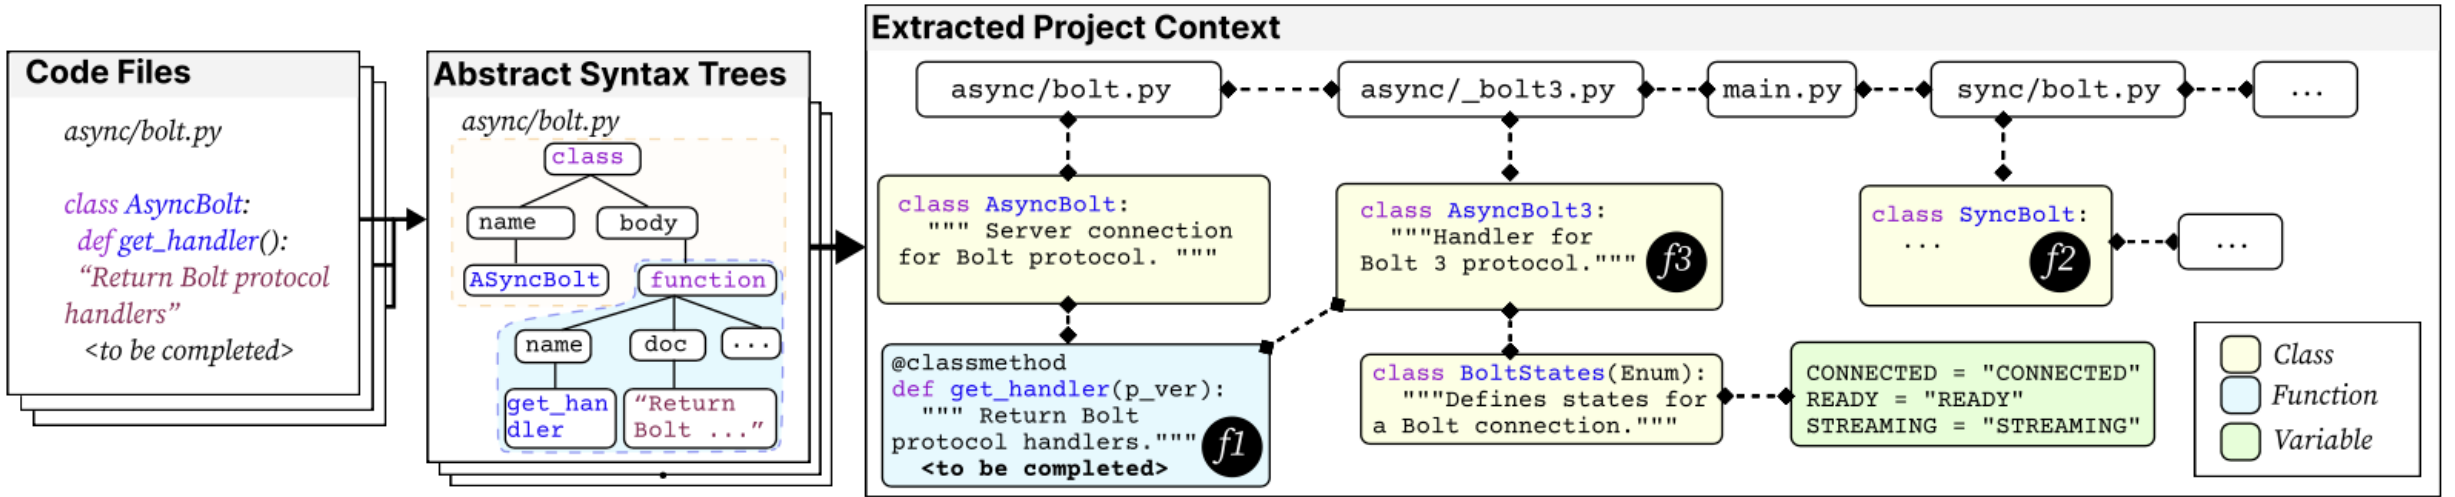 Code Files
async/bolt.py
class AsyncBolt:
def get_handler():
“Return Bolt protocol
handlers”
<to be completed>
Abstract Syntax Trees
async/bolt.py
class
name
body
ASyncBolt
function
name
doc
...
get_han
dler
“Return
Bolt ...”
Extracted Project Context
async/bolt.py
async/_bolt3.py
main.py
sync/bolt.py
...
class AsyncBolt:
""" Server connection
for Bolt protocol. """
class AsyncBolt3:
"""Handler for
Bolt 3 protocol."""
f3
class SyncBolt:
...
f2
...
@classmethod
def get_handler(p_ver):
""" Return Bolt
protocol handlers."""
<to be completed>
f1
class BoltStates(Enum):
"""Defines states for
a Bolt connection."""
CONNECTED = "CONNECTED"
READY = "READY"
STREAMING = "STREAMING"
Class
Function
Variable